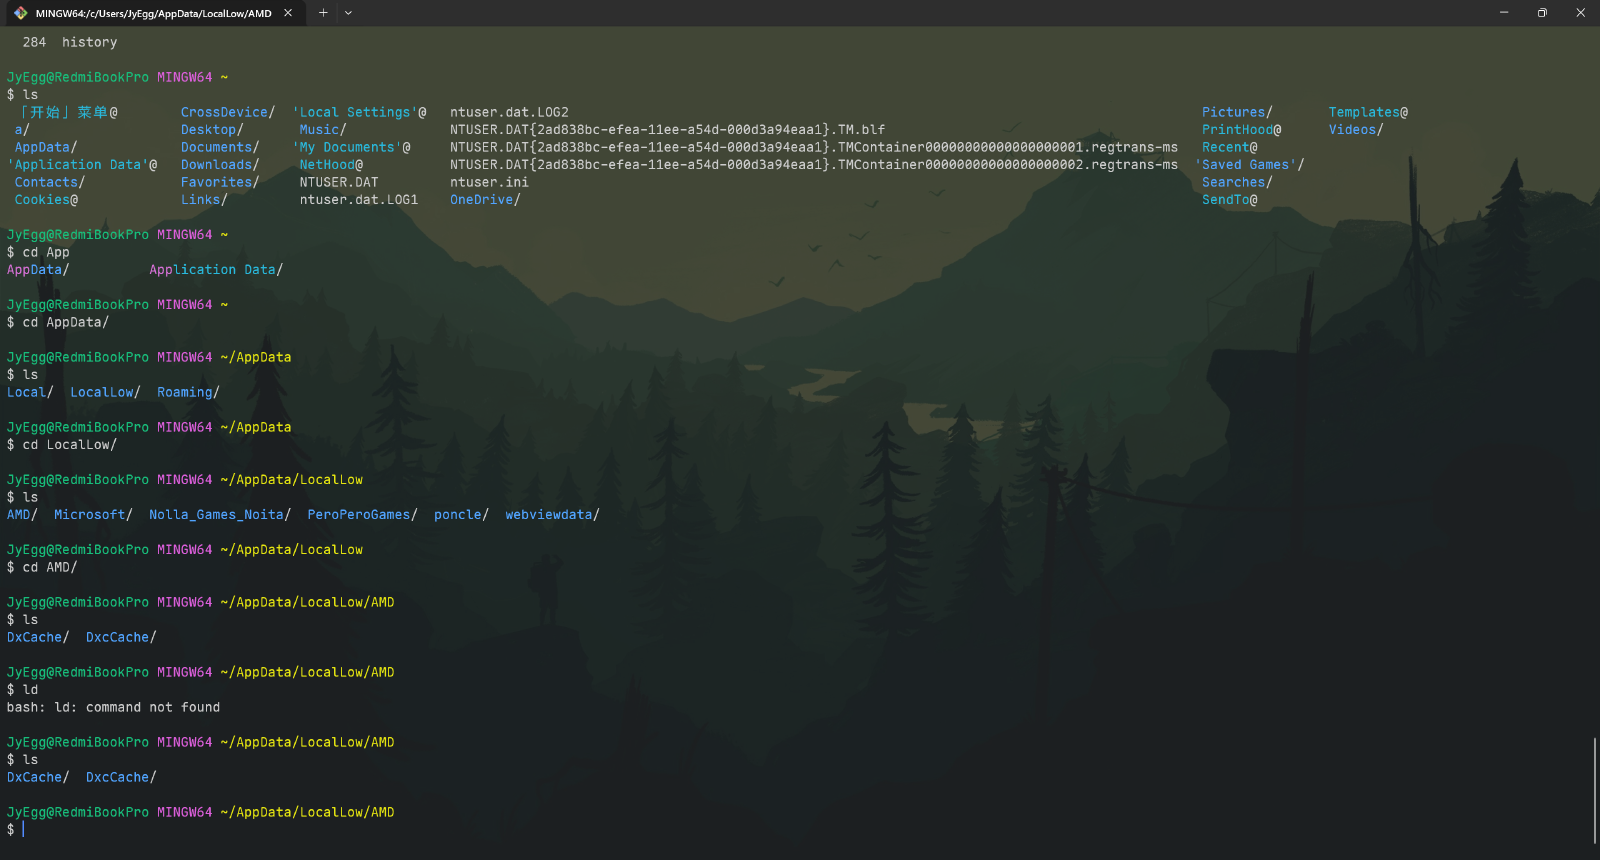 MINGW64:/c/Users/JyEgg/AppData/LocalLow/AMD
284  history
JyEgg@RedmiBookPro MINGW64 ~
$ ls
「开始」菜单@ CrossDevice/ 'Local Settings'@ ntuser.dat.LOG2 Pictures/ Templates@
a/ Desktop/ Music/ NTUSER.DAT{2ad838bc-efea-11ee-a54d-000d3a94eaa1}.TM.blf PrintHood@ Videos/
AppData/ Documents/ 'My Documents'@ NTUSER.DAT{2ad838bc-efea-11ee-a54d-000d3a94eaa1}.TMContainer00000000000000000001.regtrans-ms Recent@
'Application Data'@ Downloads/ NetHood@ NTUSER.DAT{2ad838bc-efea-11ee-a54d-000d3a94eaa1}.TMContainer00000000000000000002.regtrans-ms 'Saved Games'/
Contacts/ Favorites/ NTUSER.DAT ntuser.ini Searches/
Cookies@ Links/ ntuser.dat.LOG1 OneDrive/ SendTo@
JyEgg@RedmiBookPro MINGW64 ~
$ cd App
AppData/ Application Data/
JyEgg@RedmiBookPro MINGW64 ~
$ cd AppData/
JyEgg@RedmiBookPro MINGW64 ~/AppData
$ ls
Local/ LocalLow/ Roaming/
JyEgg@RedmiBookPro MINGW64 ~/AppData
$ cd LocalLow/
JyEgg@RedmiBookPro MINGW64 ~/AppData/LocalLow
$ ls
AMD/ Microsoft/ Nolla_Games_Noita/ PeroPeroGames/ poncle/ webviewdata/
JyEgg@RedmiBookPro MINGW64 ~/AppData/LocalLow
$ cd AMD/
JyEgg@RedmiBookPro MINGW64 ~/AppData/LocalLow/AMD
$ ls
DxCache/ DxcCache/
JyEgg@RedmiBookPro MINGW64 ~/AppData/LocalLow/AMD
$ ld
bash: ld: command not found
JyEgg@RedmiBookPro MINGW64 ~/AppData/LocalLow/AMD
$ ls
DxCache/ DxcCache/
JyEgg@RedmiBookPro MINGW64 ~/AppData/LocalLow/AMD
$